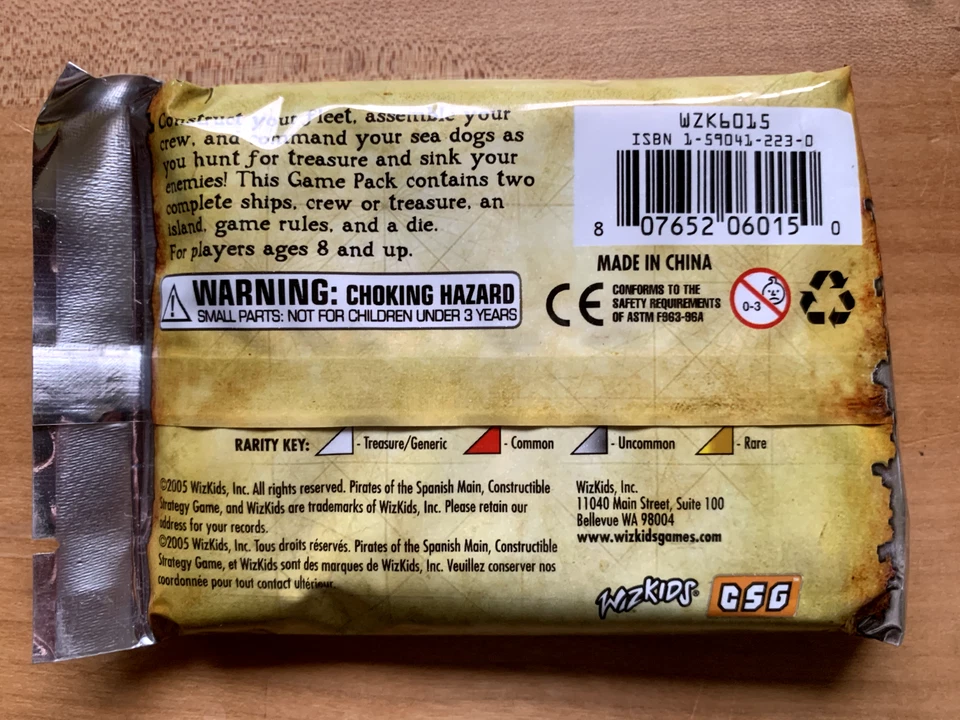 Construct your fleet, assemble your
crew, and command your sea dogs as
you hunt for treasure and sink your
enemies! This Game Pack contains two
complete ships, crew or treasure, an
island, game rules, and a die.
For players ages 8 and up.
WZK6015
ISBN 1-59041-223-0
8 07652 06015 0
MADE IN CHINA
WARNING: CHOKING HAZARD
SMALL PARTS: NOT FOR CHILDREN UNDER 3 YEARS
CE
CONFORMS TO THE
SAFETY REQUIREMENTS
OF ASTM F963-96A
0-3
RARITY KEY: - Treasure/Generic - Common - Uncommon - Rare
©2005 WizKids, Inc. All rights reserved. Pirates of the Spanish Main, Constructible
Strategy Game, and WizKids are trademarks of WizKids, Inc. Please retain our
address for your records.
©2005 WizKids, Inc. Tous droits réservés. Pirates of the Spanish Main, Constructible
Strategy Game, et WizKids sont des marques de WizKids, Inc. Veuillez conserver nos
coordonnée pour tout contact ultérieur.
WizKids, Inc.
11040 Main Street, Suite 100
Bellevue WA 98004
www.wizkidsgames.com
WIZKIDS®
CSG